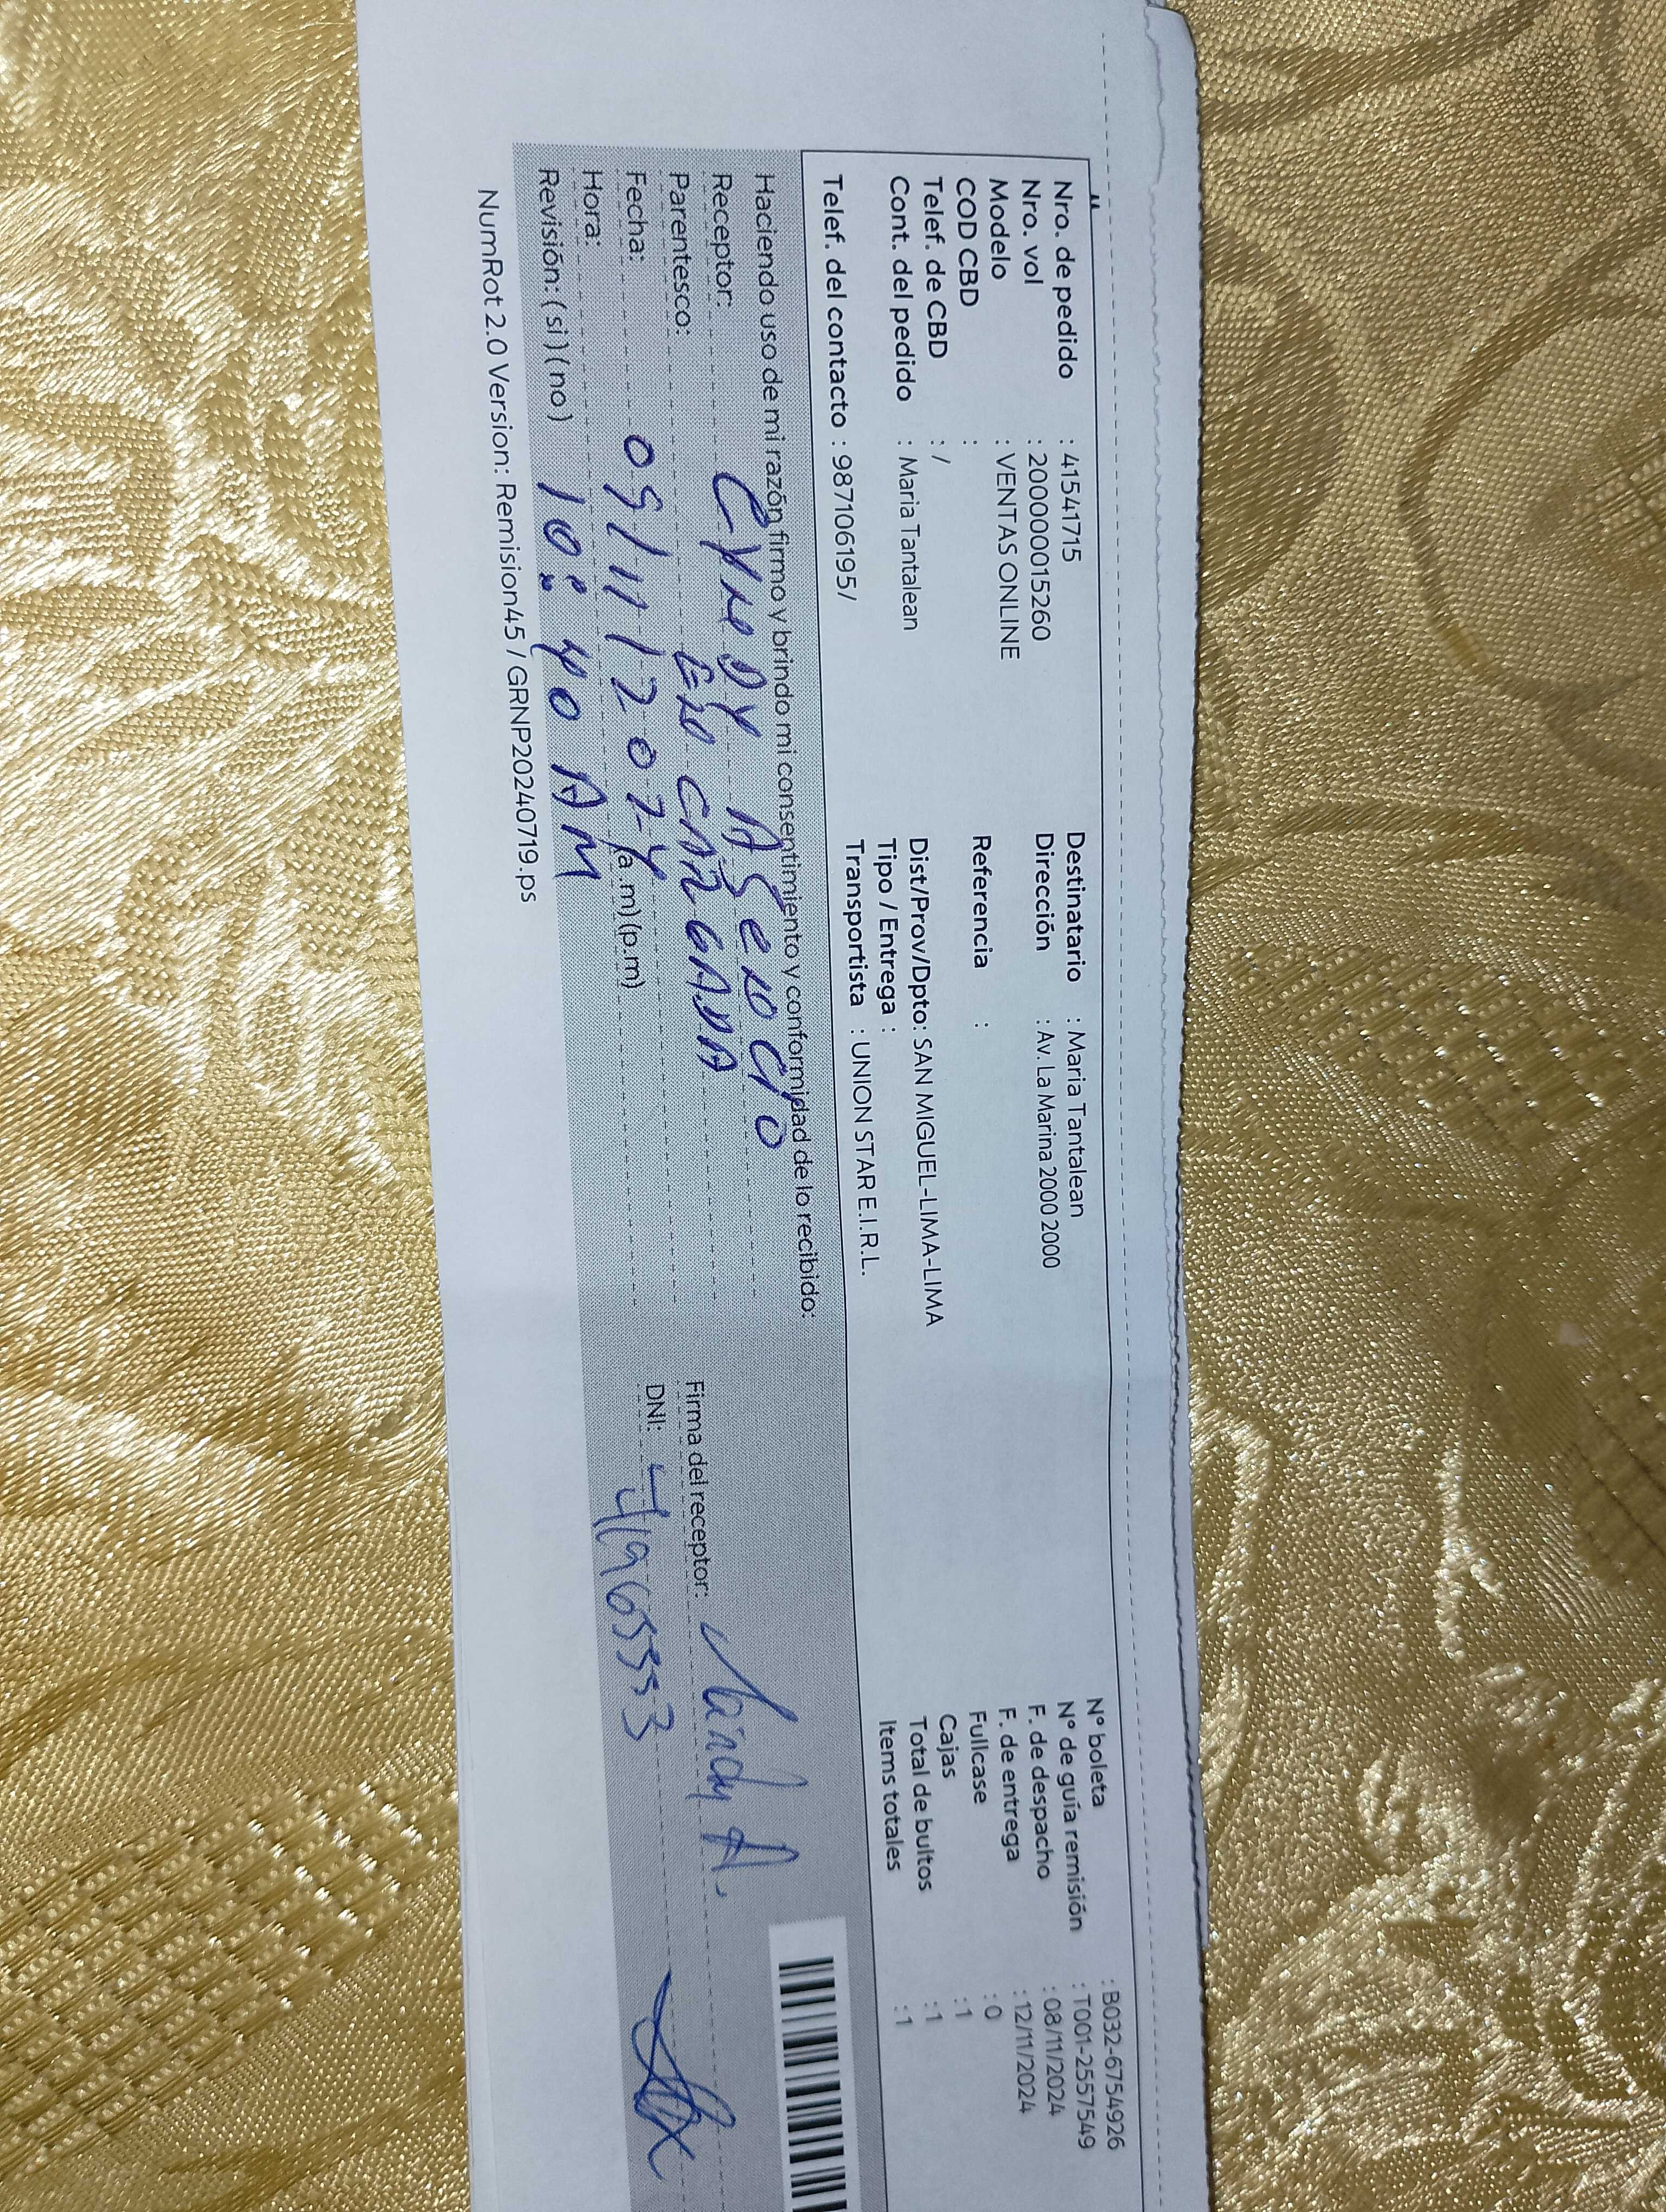 Nro. de pedido : 41541715
Nro. vol : 200000015260
Modelo : VENTAS ONLINE
COD CBD :
Telef. de CBD : /
Cont. del pedido : Maria Tantalean
Telef. del contacto : 987106195/
Destinatario : Maria Tantalean
Dirección : Av. La Marina 2000 2000
Referencia :
Dist/Prov/Dpto: SAN MIGUEL-LIMA-LIMA
Tipo / Entrega :
Transportista : UNION STAR E.I.R.L.
N° boleta : B032-6754926
N° de guía remisión : T001-2557549
F. de despacho : 08/11/2024
F. de entrega : 12/11/2024
Fullcase : 0
Cajas : 1
Total de bultos : 1
Items totales : 1
Haciendo uso de mi razón firmo y brindo mi consentimiento y conformidad de lo recibido:
Receptor: CYNDY ASENCIO
Parentesco: ENCARGADA
Fecha: 09/11/2024
Hora: 10:40 AM (a.m)(p.m)
Revisión: (si) (no)
Firma del receptor:
DNI: 41965553
NumRot 2.0 Version: Remision45 / GRNP20240719.ps